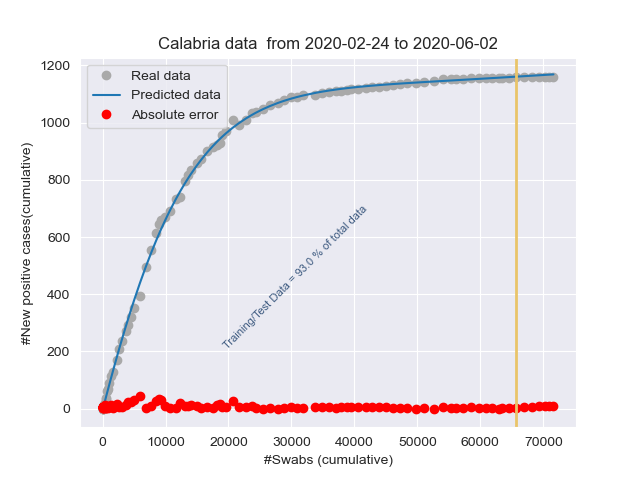 Calabria data  from 2020-02-24 to 2020-06-02
1200
1000
800
600
400
200
0
#New positive cases(cumulative)
Real data
Predicted data
Absolute error
Training/Test Data = 93.0 % of total data
0 10000 20000 30000 40000 50000 60000 70000
#Swabs (cumulative)